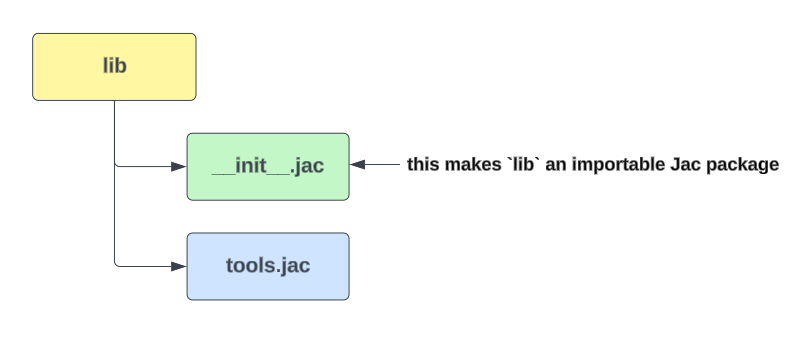 lib
__init__.jac
this makes `lib` an importable Jac package
tools.jac